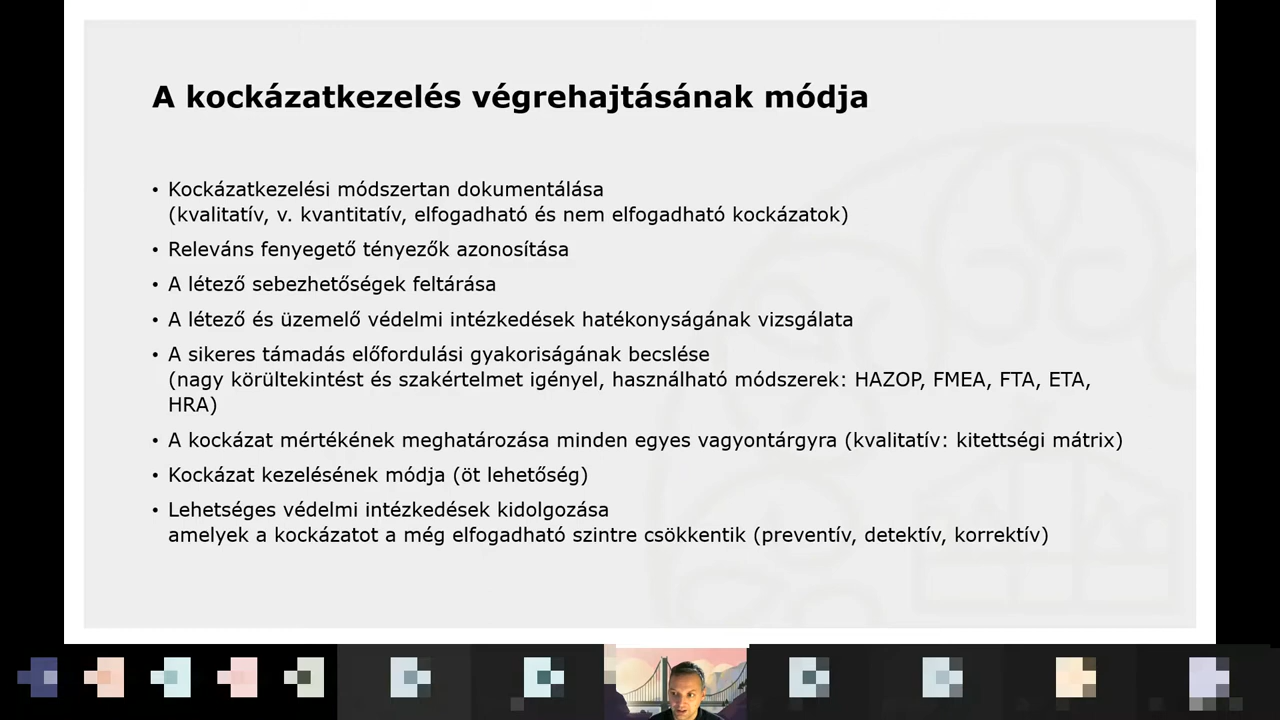 A kockázatkezelés végrehajtásának módja
• Kockázatkezelési módszertan dokumentálása
(kvalitatív, v. kvantitatív, elfogadható és nem elfogadható kockázatok)
• Releváns fenyegető tényezők azonosítása
• A létező sebezhetőségek feltárása
• A létező és üzemelő védelmi intézkedések hatékonyságának vizsgálata
• A sikeres támadás előfordulási gyakoriságának becslése
(nagy körültekintést és szakértelmet igényel, használható módszerek: HAZOP, FMEA, FTA, ETA,
HRA)
• A kockázat mértékének meghatározása minden egyes vagyontárgyra (kvalitatív: kitettségi mátrix)
• Kockázat kezelésének módja (öt lehetőség)
• Lehetséges védelmi intézkedések kidolgozása
amelyek a kockázatot a még elfogadható szintre csökkentik (preventív, detektív, korrektív)